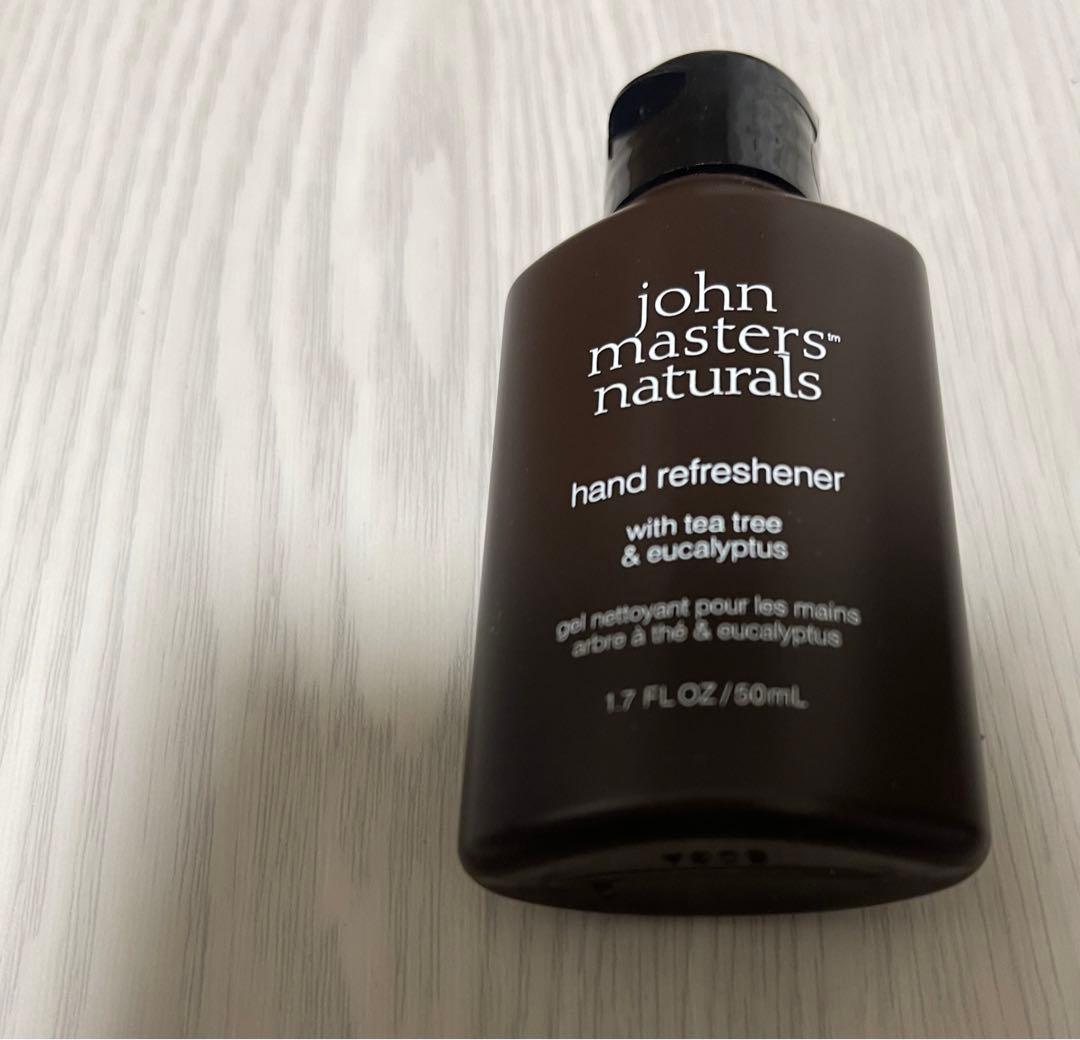 john
masters™
naturals
hand refreshener
with tea tree
& eucalyptus
gel nettoyant pour les mains
arbre à thé & eucalyptus
1.7 FL OZ/50mL